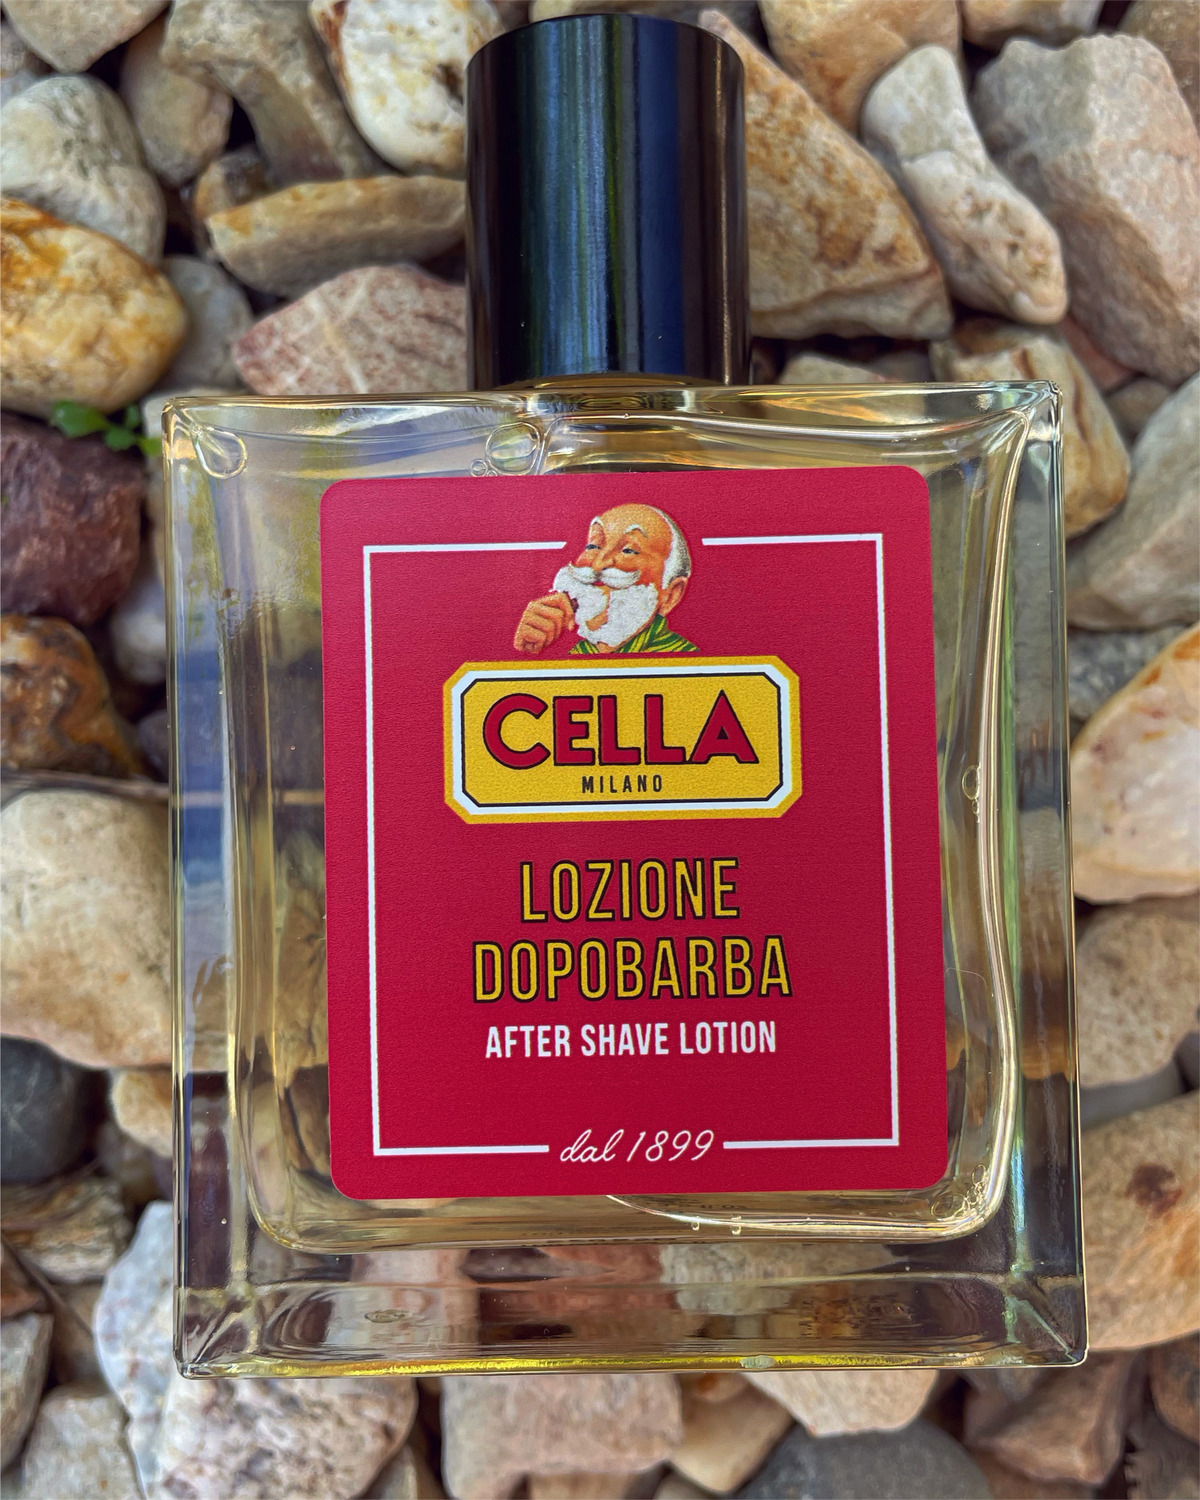 CELLA
MILANO
LOZIONE
DOPOBARBA
AFTER SHAVE LOTION
dal 1899